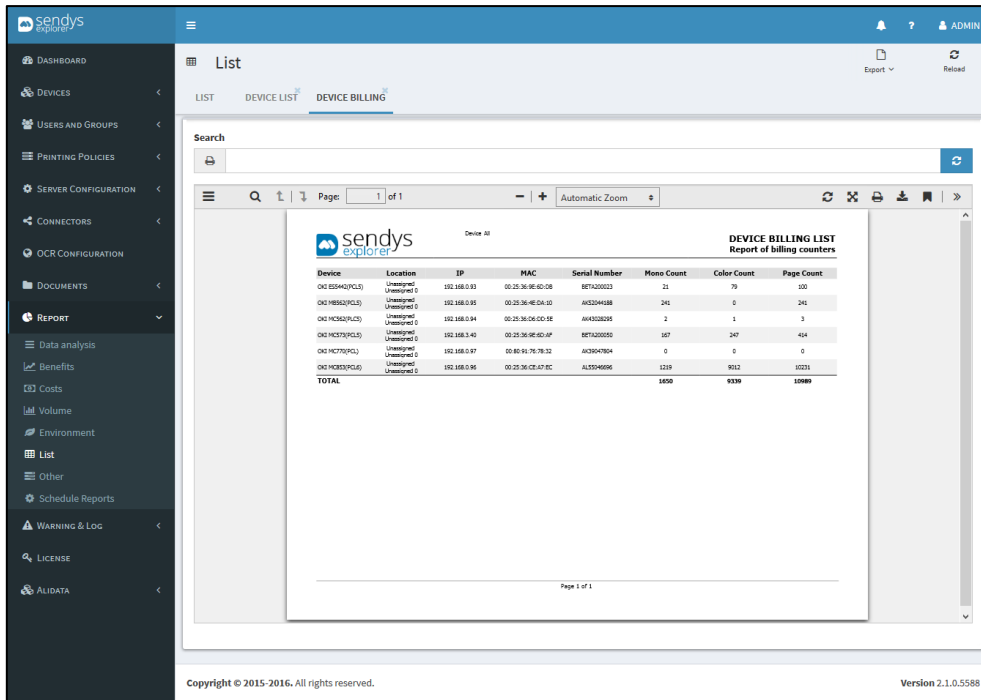 sendys
explorer
ADMIN
DASHBOARD
DEVICES
USERS AND GROUPS
PRINTING POLICIES
SERVER CONFIGURATION
CONNECTORS
OCR CONFIGURATION
DOCUMENTS
REPORT
Data analysis
Benefits
Costs
Volume
Environment
List
Other
Schedule Reports
WARNING & LOG
LICENSE
ALIDATA
List
Export
Reload
LIST DEVICE LIST DEVICE BILLING
Search
Page: 1 of 1 Automatic Zoom
sendys
explorer
Device All
DEVICE BILLING LIST
Report of billing counters
Device Location IP MAC Serial Number Mono Count Color Count Page Count
OKI ES5442(PCL5) Unassigned Unassigned 0 192.168.0.93 00:25:36:9E:6D:DB BETA200023 21 79 100
OKI MB562(PCL5) Unassigned Unassigned 0 192.168.0.95 00:25:36:4E:DA:10 AK52044188 241 0 241
OKI MC562(PLC5) Unassigned Unassigned 0 192.168.0.94 00:25:36:D6:DD:5E AK43028295 2 1 3
OKI MC573(PCL5) Unassigned Unassigned 0 192.168.3.40 00:25:36:9E:6D:AF BETA200050 167 247 414
OKI MC770(PCL) Unassigned Unassigned 0 192.168.0.97 00:80:91:76:78:32 AK39047804 0 0 0
OKI MC853(PCL6) Unassigned Unassigned 0 192.168.0.96 00:25:36:CE:A7:EC AL55046696 1219 9012 10231
TOTAL 1650 9339 10989
Page 1 of 1
Copyright © 2015-2016. All rights reserved.
Version 2.1.0.5588